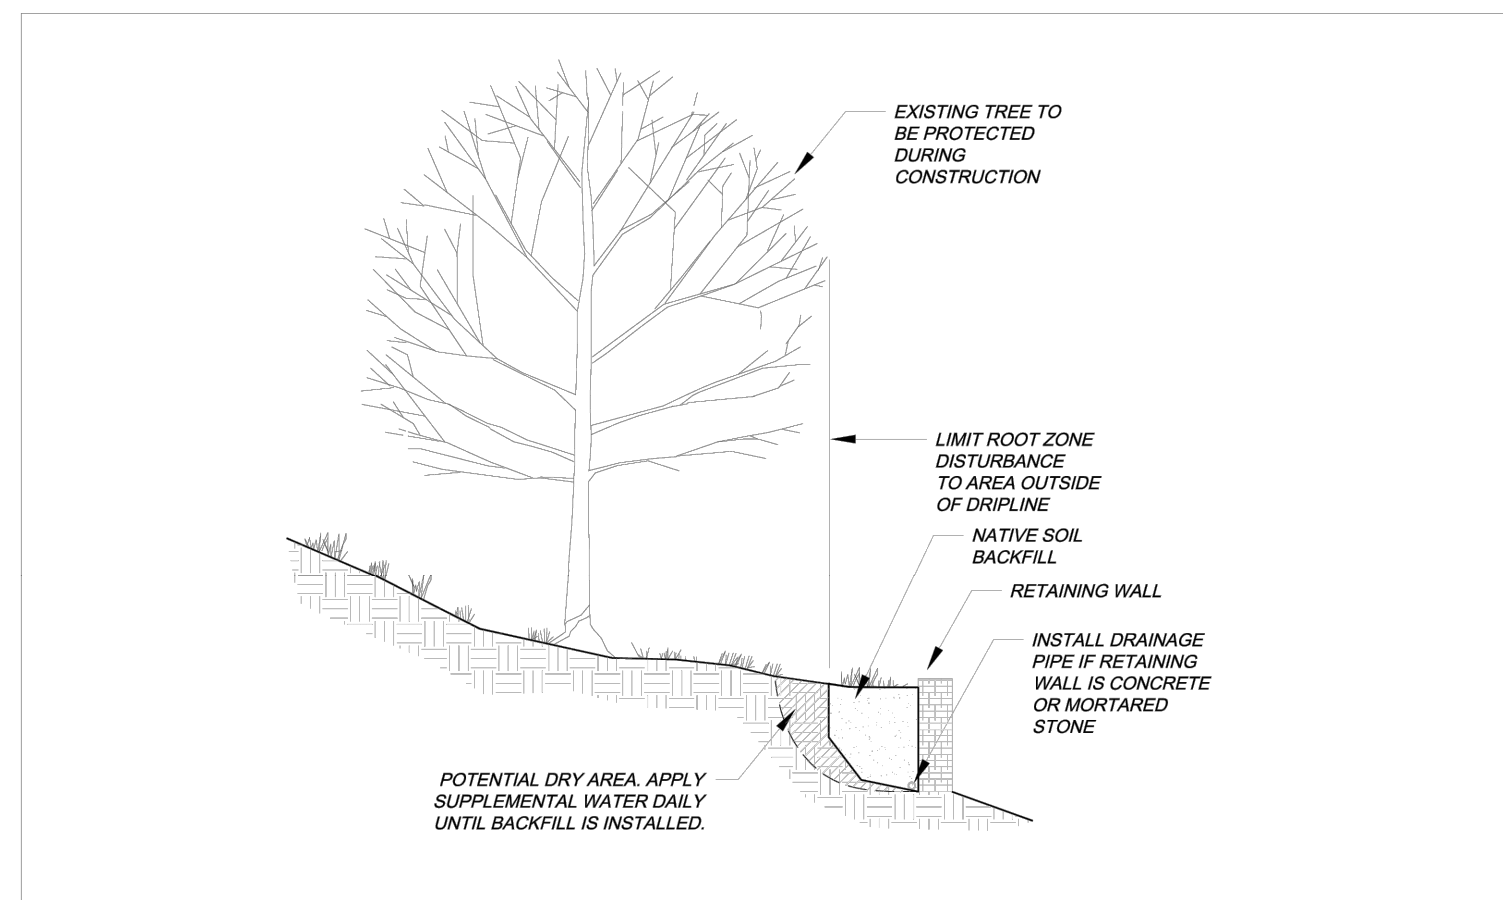 EXISTING TREE TO
BE PROTECTED
DURING
CONSTRUCTION
LIMIT ROOT ZONE
DISTURBANCE
TO AREA OUTSIDE
OF DRIPLINE
NATIVE SOIL
BACKFILL
RETAINING WALL
INSTALL DRAINAGE
PIPE IF RETAINING
WALL IS CONCRETE
OR MORTARED
STONE
POTENTIAL DRY AREA. APPLY
SUPPLEMENTAL WATER DAILY
UNTIL BACKFILL IS INSTALLED.